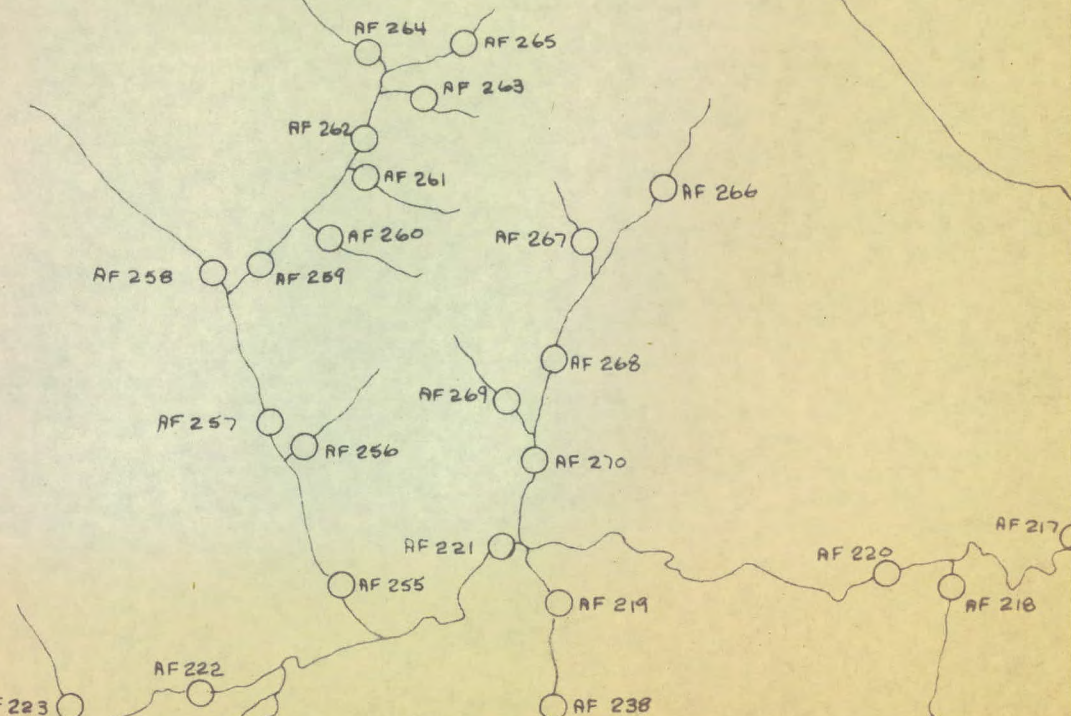 AF 264
AF 265
AF 263
AF 262
AF 261
AF 266
AF 260
AF 267
AF 258
AF 259
AF 268
AF 269
AF 257
AF 256
AF 270
AF 217
AF 221
AF 220
AF 255
AF 219
AF 218
AF 222
F 223
AF 238